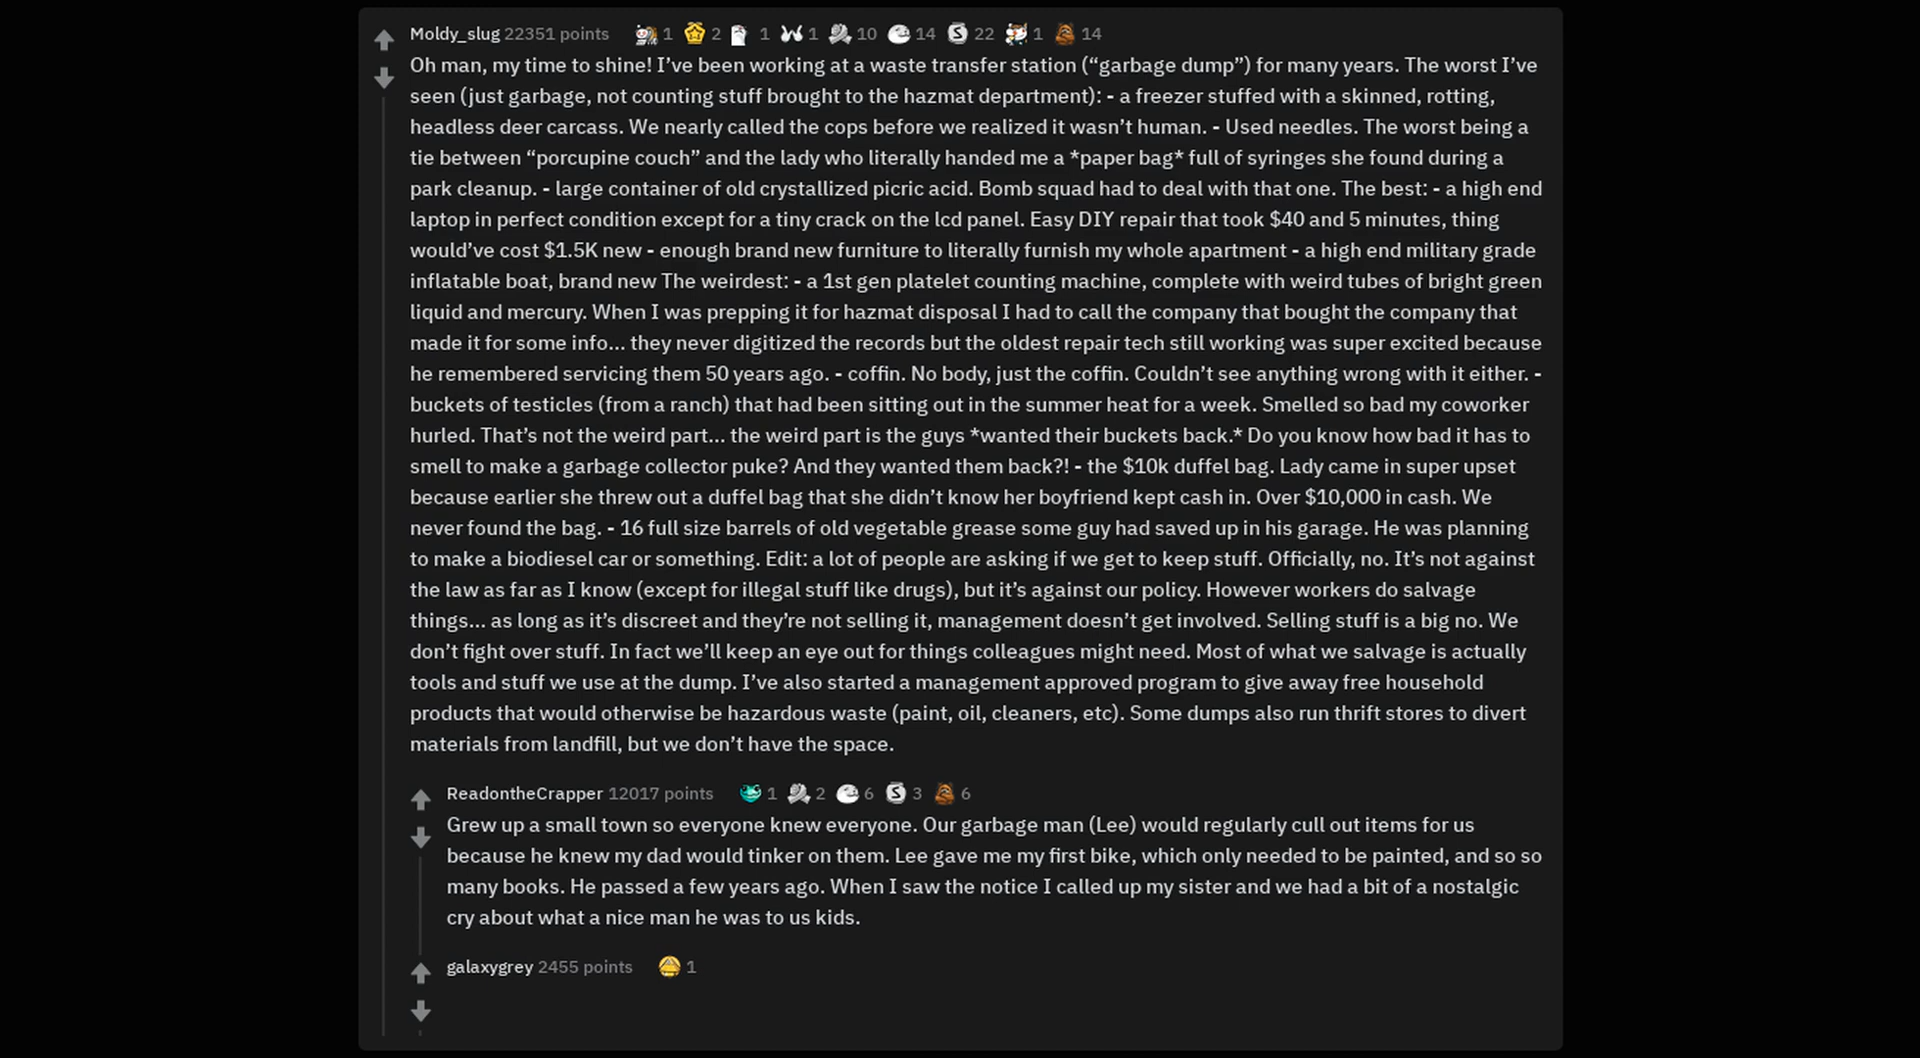 Moldy_slug 22351 points 1 2 1 1 10 14 22 1 14
Oh man, my time to shine! I’ve been working at a waste transfer station (“garbage dump”) for many years. The worst I’ve
seen (just garbage, not counting stuff brought to the hazmat department): - a freezer stuffed with a skinned, rotting,
headless deer carcass. We nearly called the cops before we realized it wasn’t human. - Used needles. The worst being a
tie between “porcupine couch” and the lady who literally handed me a *paper bag* full of syringes she found during a
park cleanup. - large container of old crystallized picric acid. Bomb squad had to deal with that one. The best: - a high end
laptop in perfect condition except for a tiny crack on the lcd panel. Easy DIY repair that took $40 and 5 minutes, thing
would’ve cost $1.5K new - enough brand new furniture to literally furnish my whole apartment - a high end military grade
inflatable boat, brand new The weirdest: - a 1st gen platelet counting machine, complete with weird tubes of bright green
liquid and mercury. When I was prepping it for hazmat disposal I had to call the company that bought the company that
made it for some info... they never digitized the records but the oldest repair tech still working was super excited because
he remembered servicing them 50 years ago. - coffin. No body, just the coffin. Couldn’t see anything wrong with it either. -
buckets of testicles (from a ranch) that had been sitting out in the summer heat for a week. Smelled so bad my coworker
hurled. That’s not the weird part... the weird part is the guys *wanted their buckets back.* Do you know how bad it has to
smell to make a garbage collector puke? And they wanted them back?! - the $10k duffel bag. Lady came in super upset
because earlier she threw out a duffel bag that she didn’t know her boyfriend kept cash in. Over $10,000 in cash. We
never found the bag. - 16 full size barrels of old vegetable grease some guy had saved up in his garage. He was planning
to make a biodiesel car or something. Edit: a lot of people are asking if we get to keep stuff. Officially, no. It’s not against
the law as far as I know (except for illegal stuff like drugs), but it’s against our policy. However workers do salvage
things... as long as it’s discreet and they’re not selling it, management doesn’t get involved. Selling stuff is a big no. We
don’t fight over stuff. In fact we’ll keep an eye out for things colleagues might need. Most of what we salvage is actually
tools and stuff we use at the dump. I’ve also started a management approved program to give away free household
products that would otherwise be hazardous waste (paint, oil, cleaners, etc). Some dumps also run thrift stores to divert
materials from landfill, but we don’t have the space.
ReadontheCrapper 12017 points 1 2 6 3 6
Grew up a small town so everyone knew everyone. Our garbage man (Lee) would regularly cull out items for us
because he knew my dad would tinker on them. Lee gave me my first bike, which only needed to be painted, and so so
many books. He passed a few years ago. When I saw the notice I called up my sister and we had a bit of a nostalgic
cry about what a nice man he was to us kids.
galaxygrey 2455 points 1